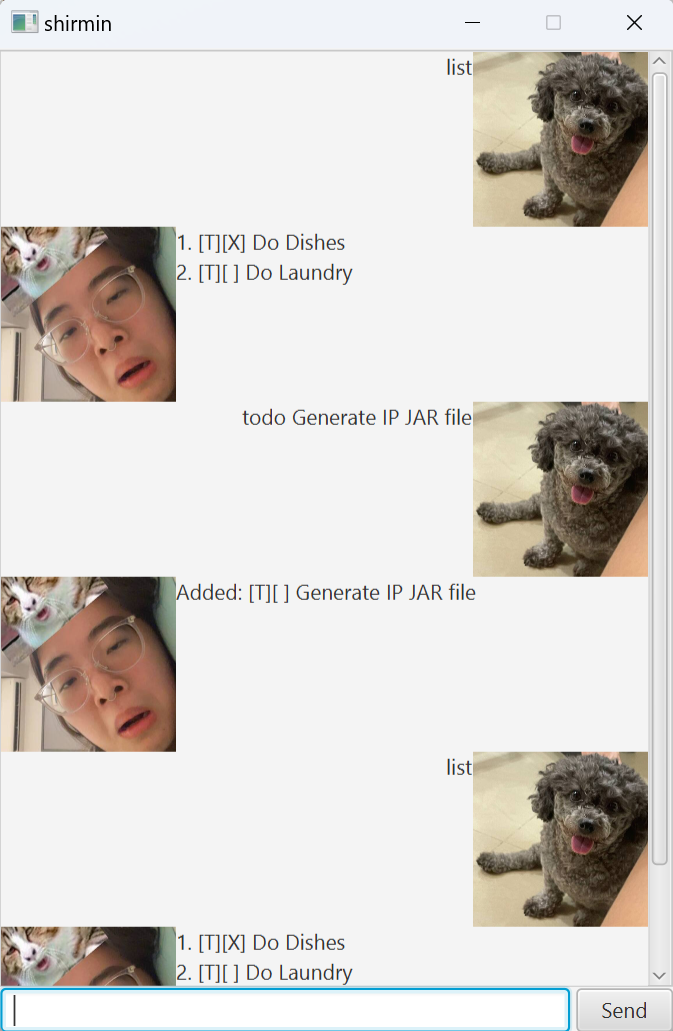 shirmin
list
1. [T][X] Do Dishes
2. [T][ ] Do Laundry
todo Generate IP JAR file
Added: [T][ ] Generate IP JAR file
list
1. [T][X] Do Dishes
2. [T][ ] Do Laundry
Send